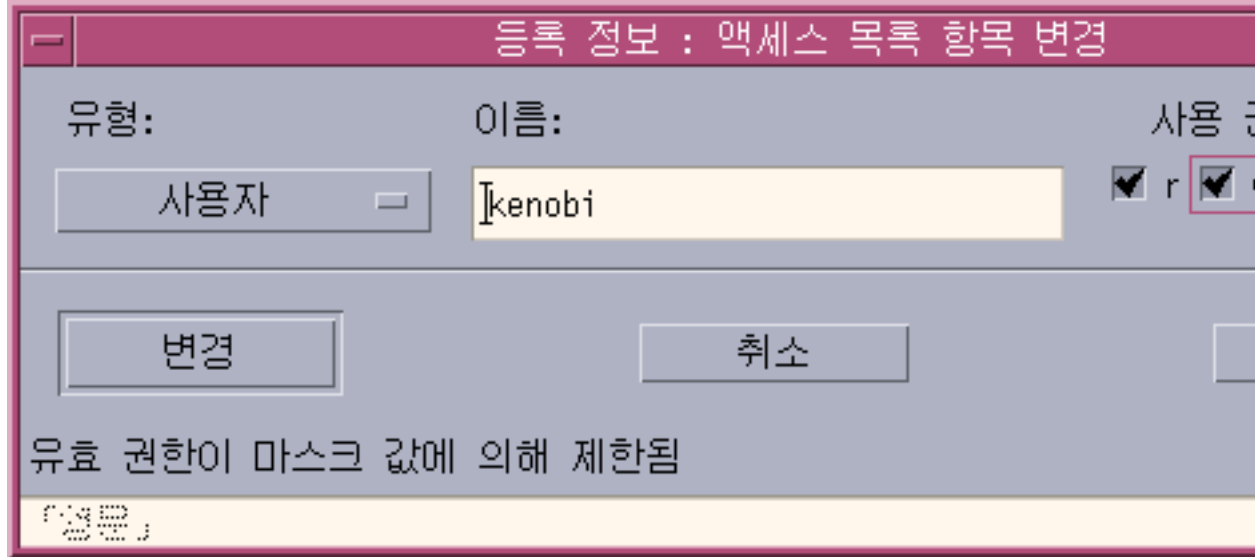 등록 정보 : 액세스 목록 항목 변경
유형: 이름: 사용
사용자 kenobi r
변경 취소
유효 권한이 마스크 값에 의해 제한됨